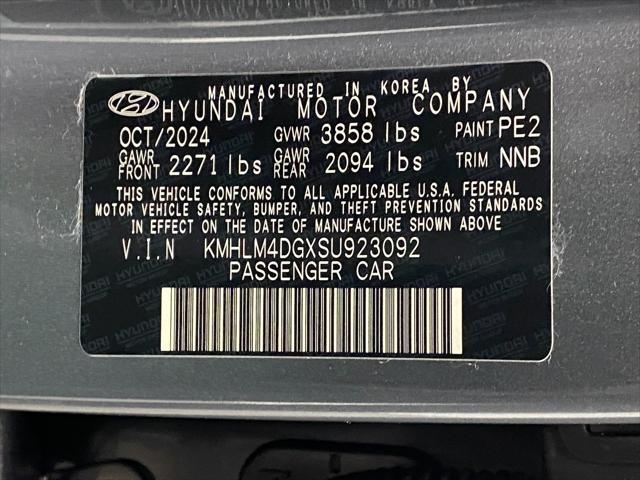 MANUFACTURED IN KOREA BY
HYUNDAI MOTOR COMPANY
OCT/2024 GVWR 3858 lbs PAINT PE2
GAWR FRONT 2271 lbs GAWR REAR 2094 lbs TRIM NNB
THIS VEHICLE CONFORMS TO ALL APPLICABLE U.S.A. FEDERAL
MOTOR VEHICLE SAFETY, BUMPER, AND THEFT PREVENTION STANDARDS
IN EFFECT ON THE DATE OF MANUFACTURE SHOWN ABOVE
V.I.N KMHLM4DGXSU923092
PASSENGER CAR